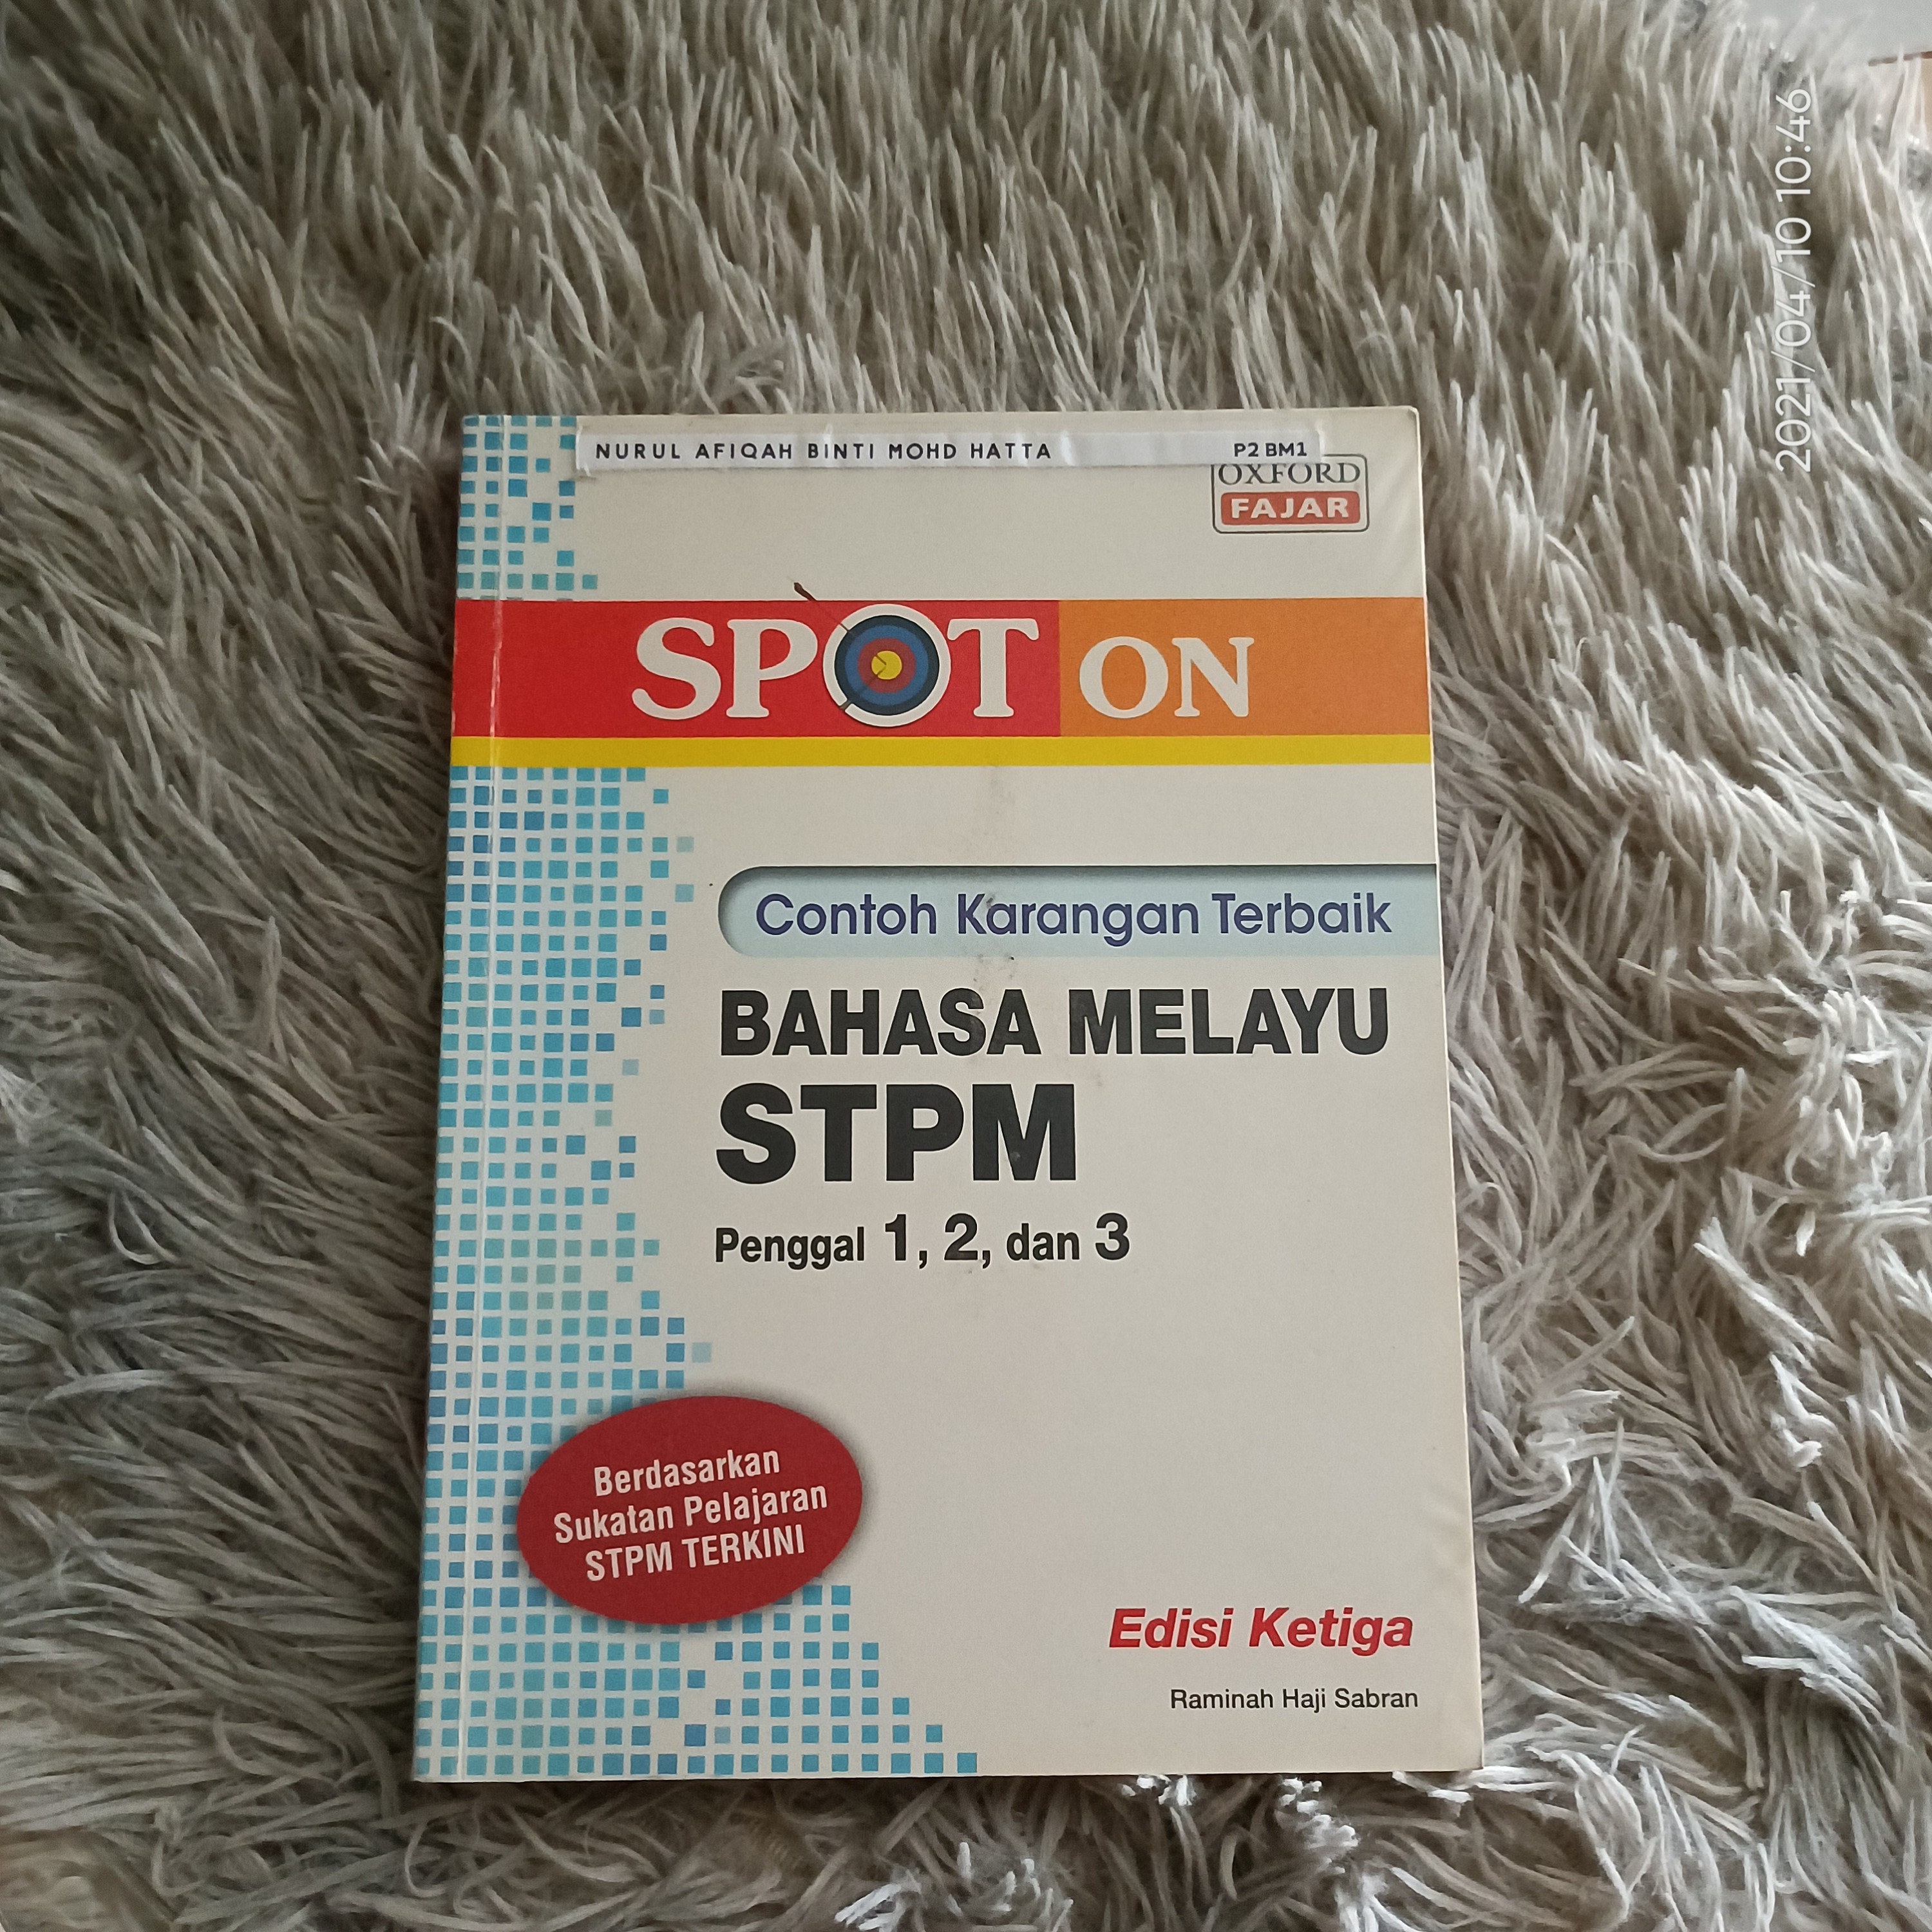 NURUL AFIQAH BINTI MOHD HATTA P2 BM1
OXFORD
FAJAR
SPOT ON
Contoh Karangan Terbaik
BAHASA MELAYU
STPM
Penggal 1, 2, dan 3
Berdasarkan
Sukatan Pelajaran
STPM TERKINI
Edisi Ketiga
Raminah Haji Sabran
2021/04/10 10:46